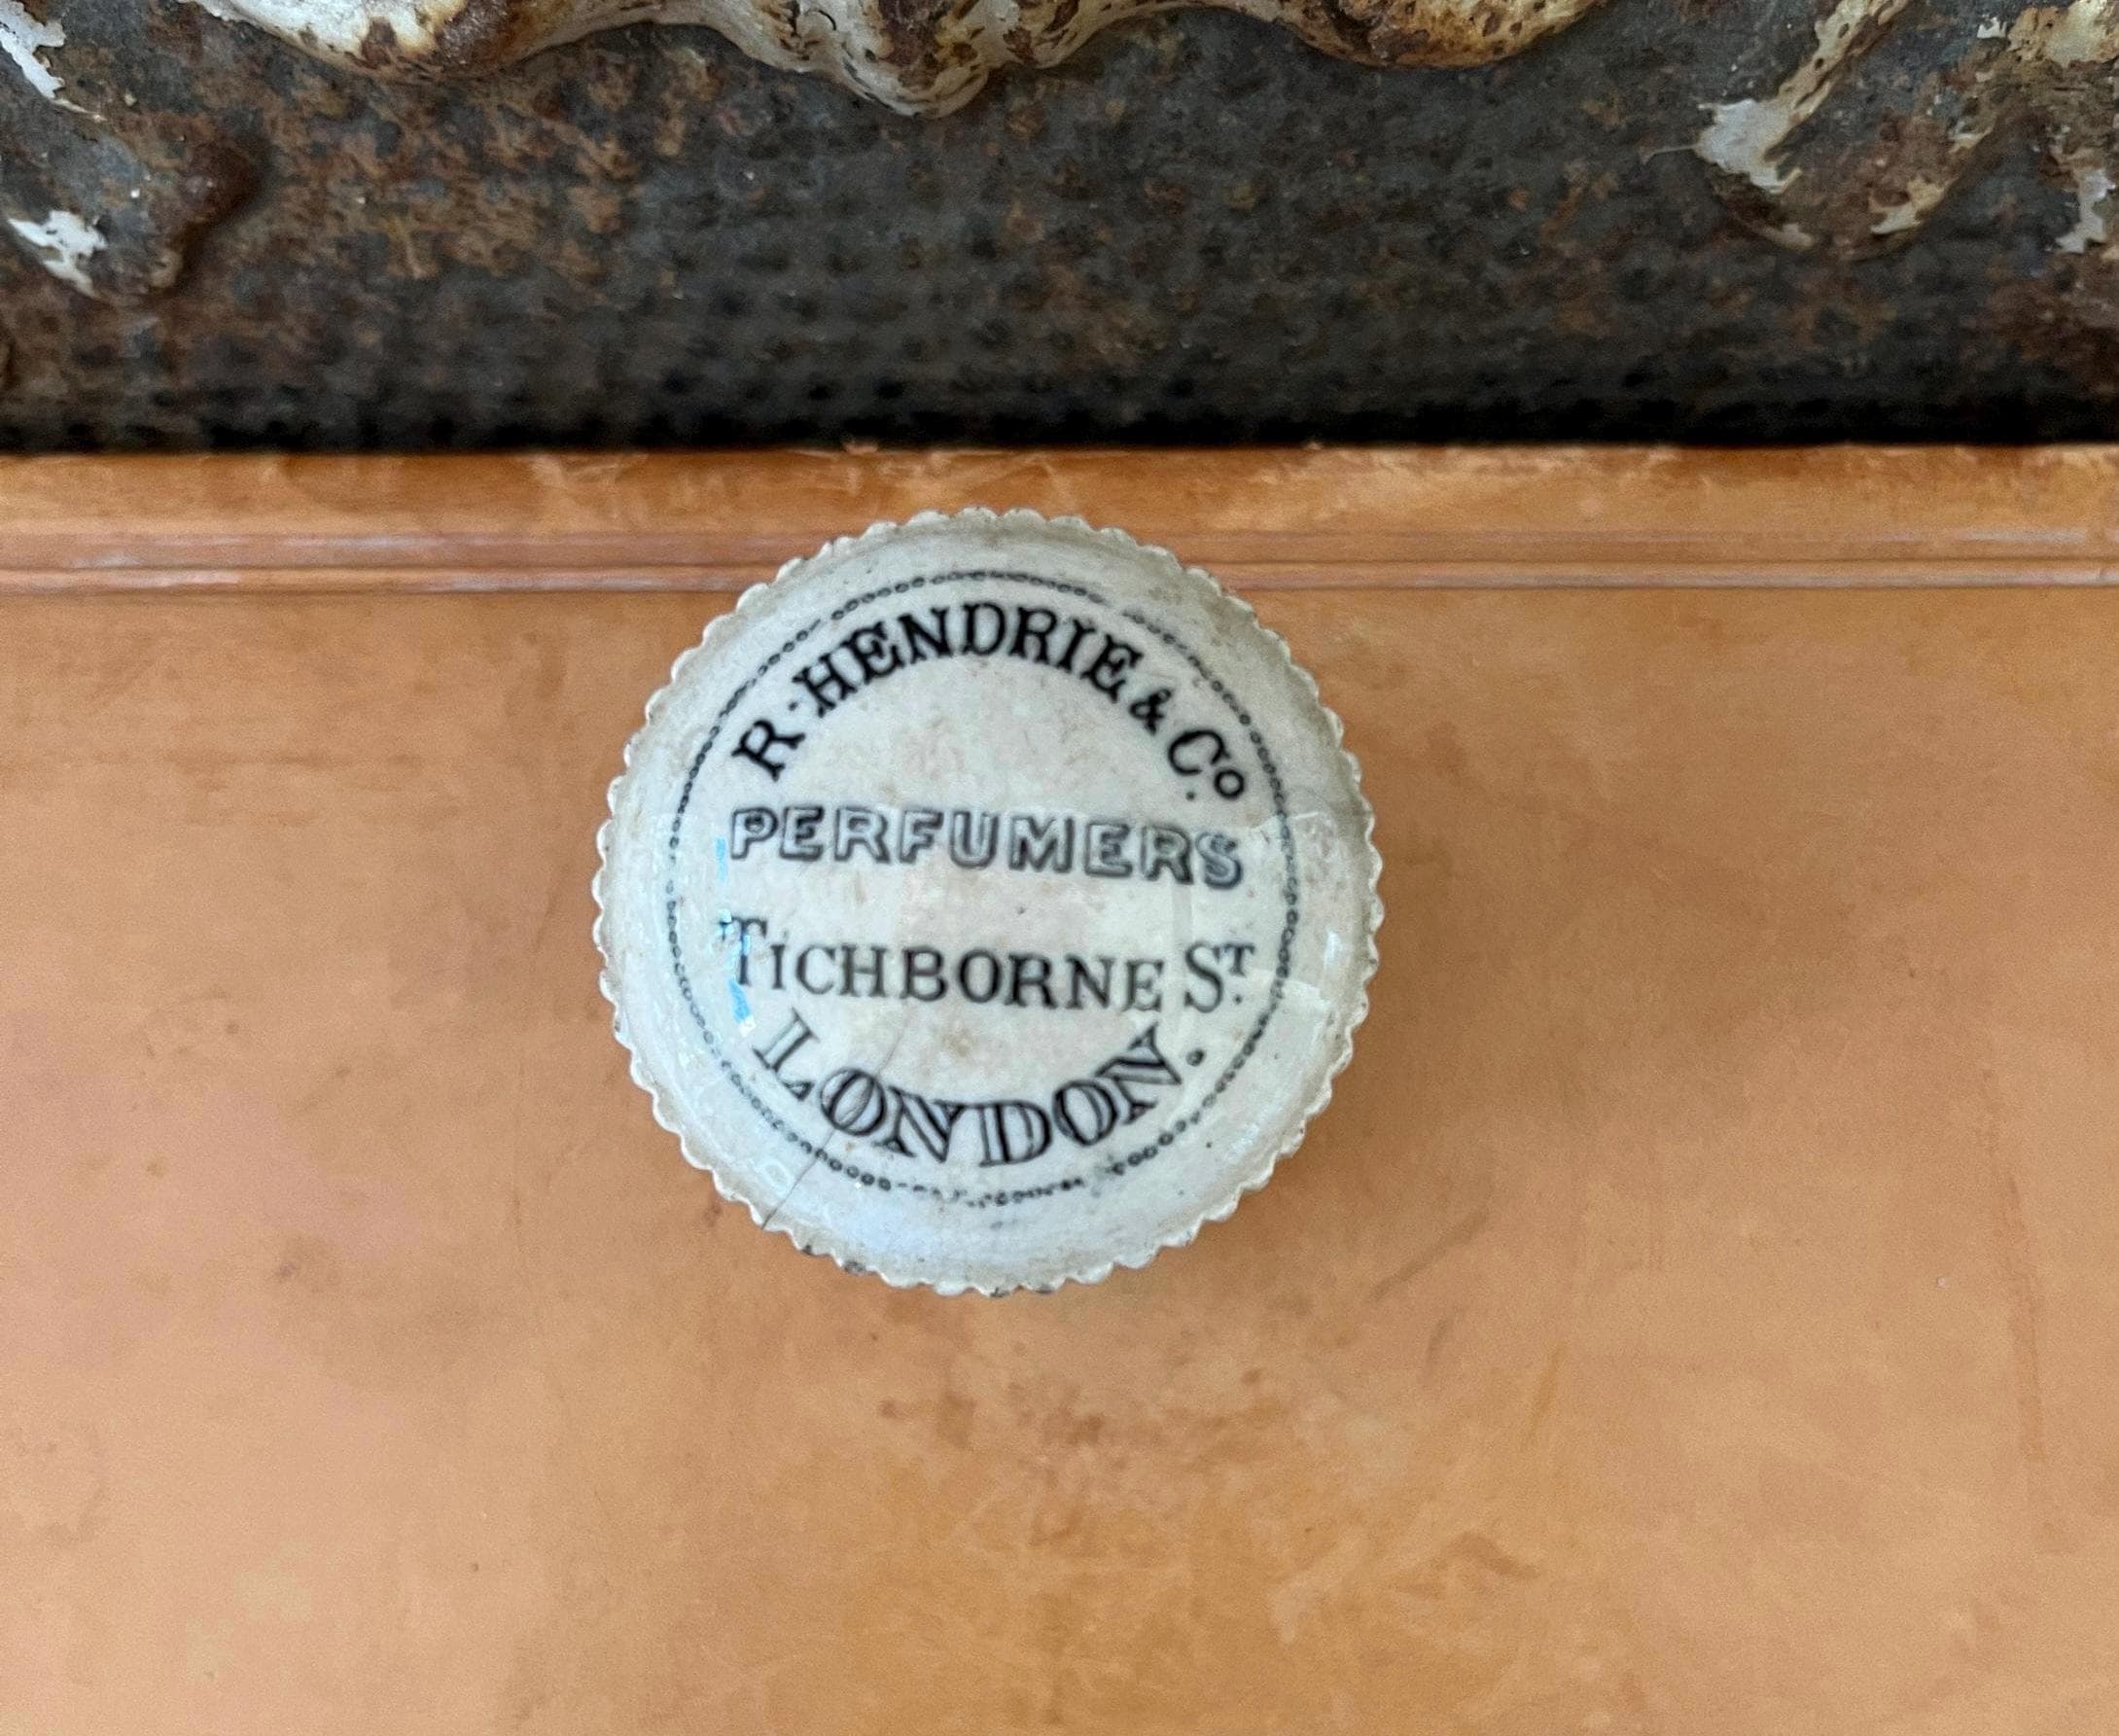 R. HENDRIE & Co.
PERFUMERS
TICHBORNE ST.
LONDON.